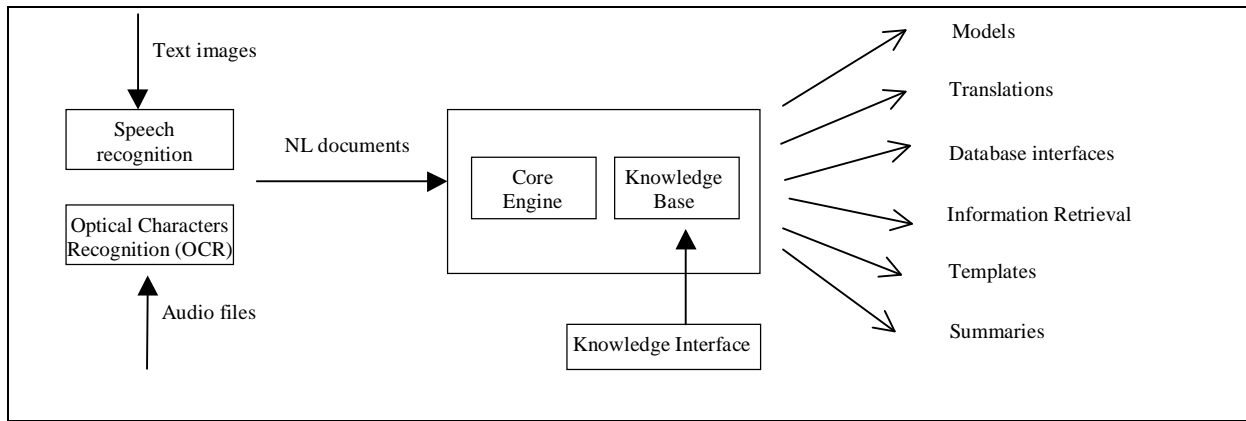 Text images
Speech
recognition
NL documents
Optical Characters
Recognition (OCR)
Audio files
Core
Engine
Knowledge
Base
Knowledge Interface
Models
Translations
Database interfaces
Information Retrieval
Templates
Summaries